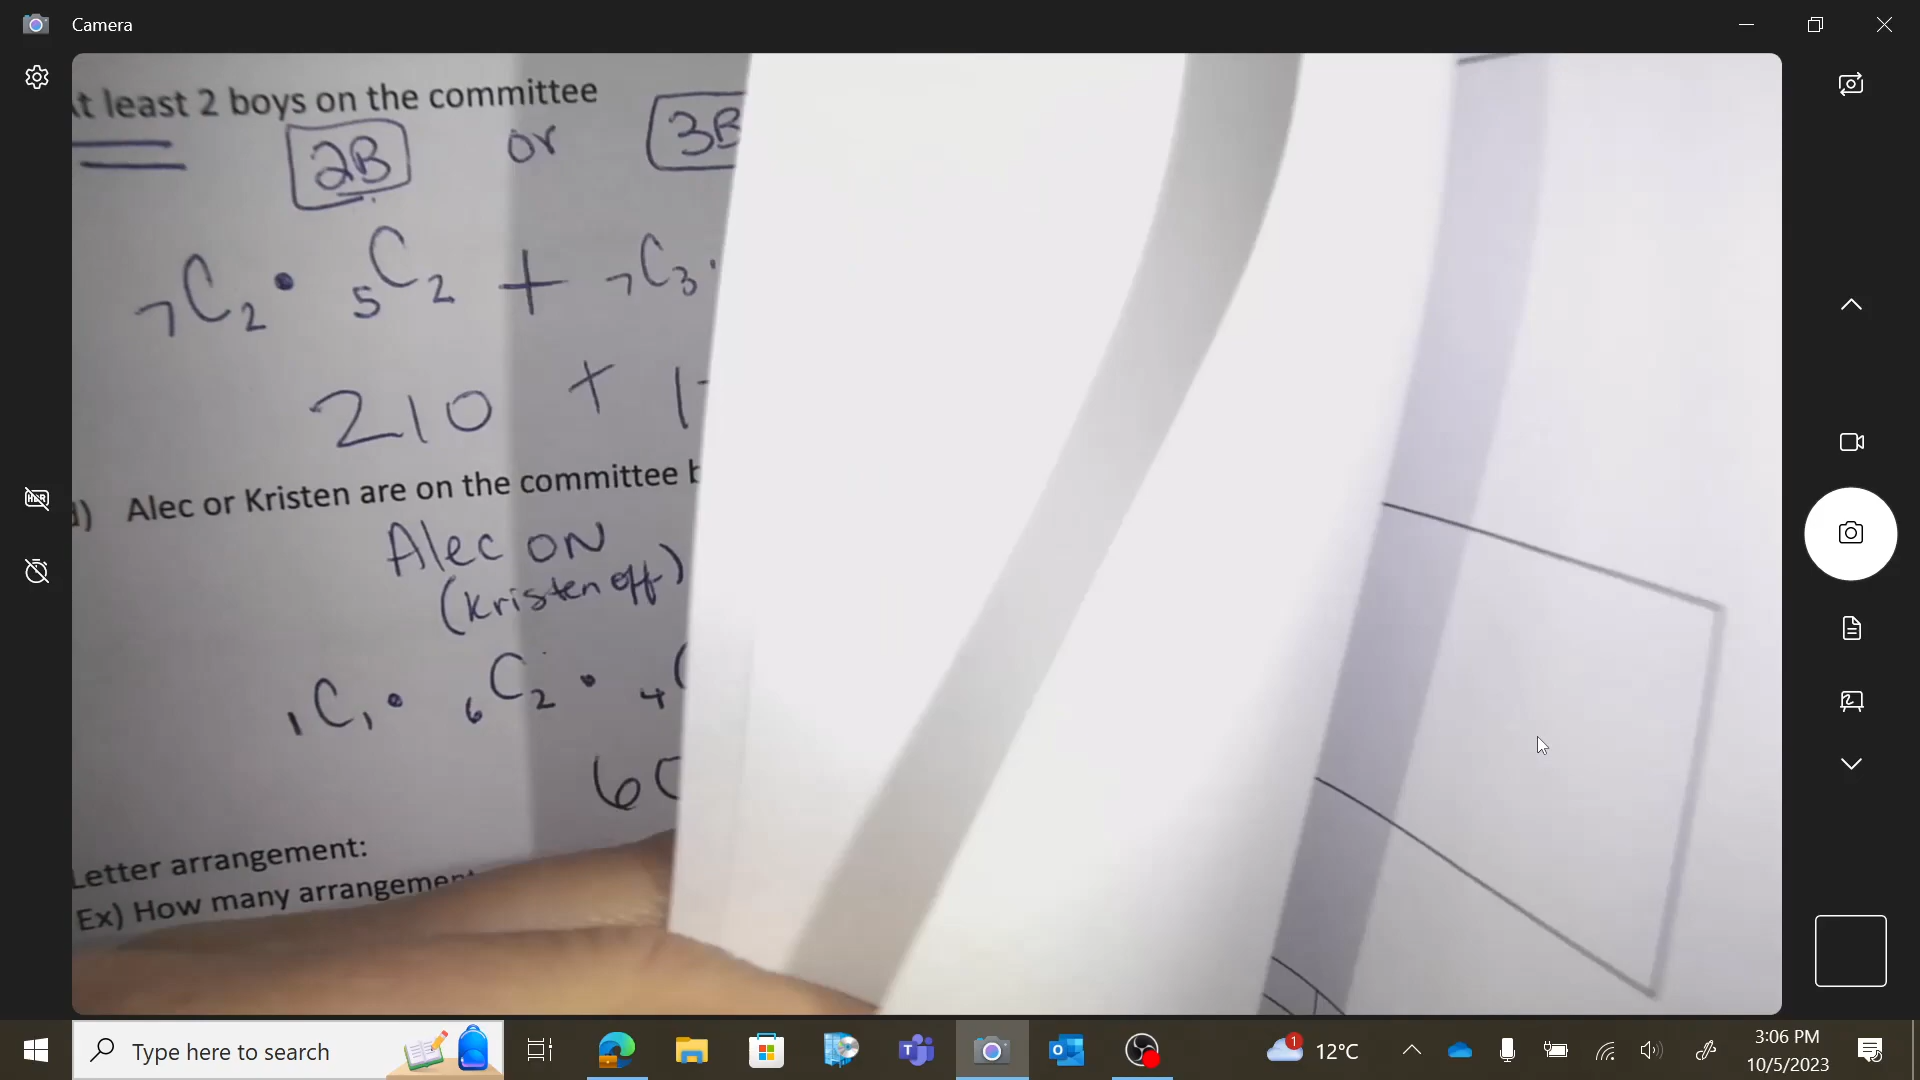 Camera
t least 2 boys on the committee
2B or 3B
₇C₂ • ₅C₂ + ₇C₃ •
210 + 1
) Alec or Kristen are on the committee
Alec ON
(Kristen off)
₁C₁ • ₆C₂ • ₄
60
Letter arrangement:
Ex) How many arrangemen
Type here to search
1
12°C
3:06 PM
10/5/2023